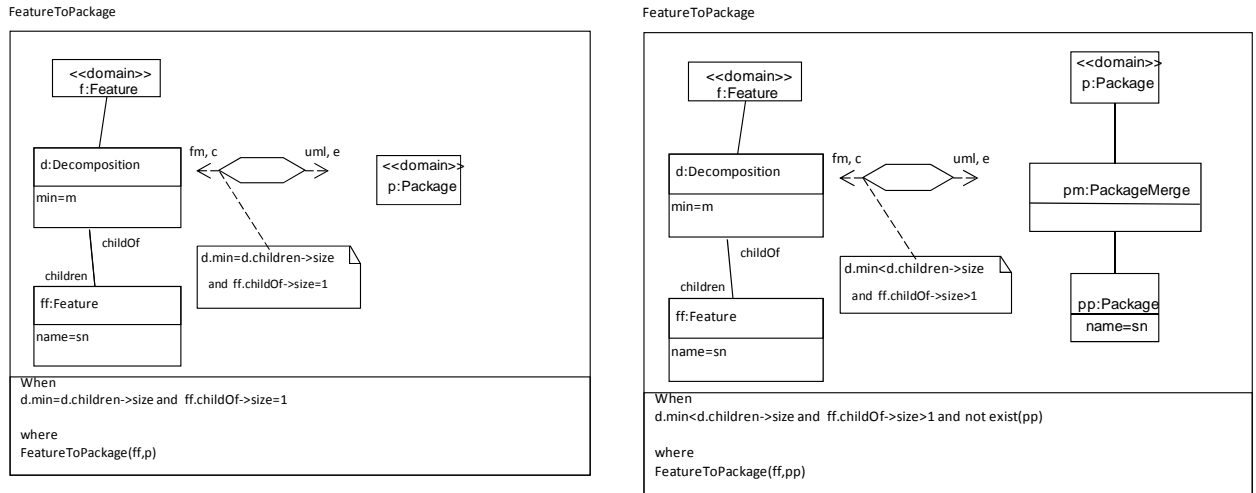 FeatureToPackage
<<domain>>
f:Feature
d:Decomposition
min=m
fm, c
uml, e
<<domain>>
p:Package
childOf
children
d.min=d.children->size
and ff.childOf->size=1
ff:Feature
name=sn
When
d.min=d.children->size and ff.childOf->size=1
where
FeatureToPackage(ff,p)
FeatureToPackage
<<domain>>
f:Feature
<<domain>>
p:Package
d:Decomposition
min=m
fm, c
uml, e
pm:PackageMerge
childOf
children
d.min<d.children->size
and ff.childOf->size>1
ff:Feature
name=sn
pp:Package
name=sn
When
d.min<d.children->size and ff.childOf->size>1 and not exist(pp)
where
FeatureToPackage(ff,pp)